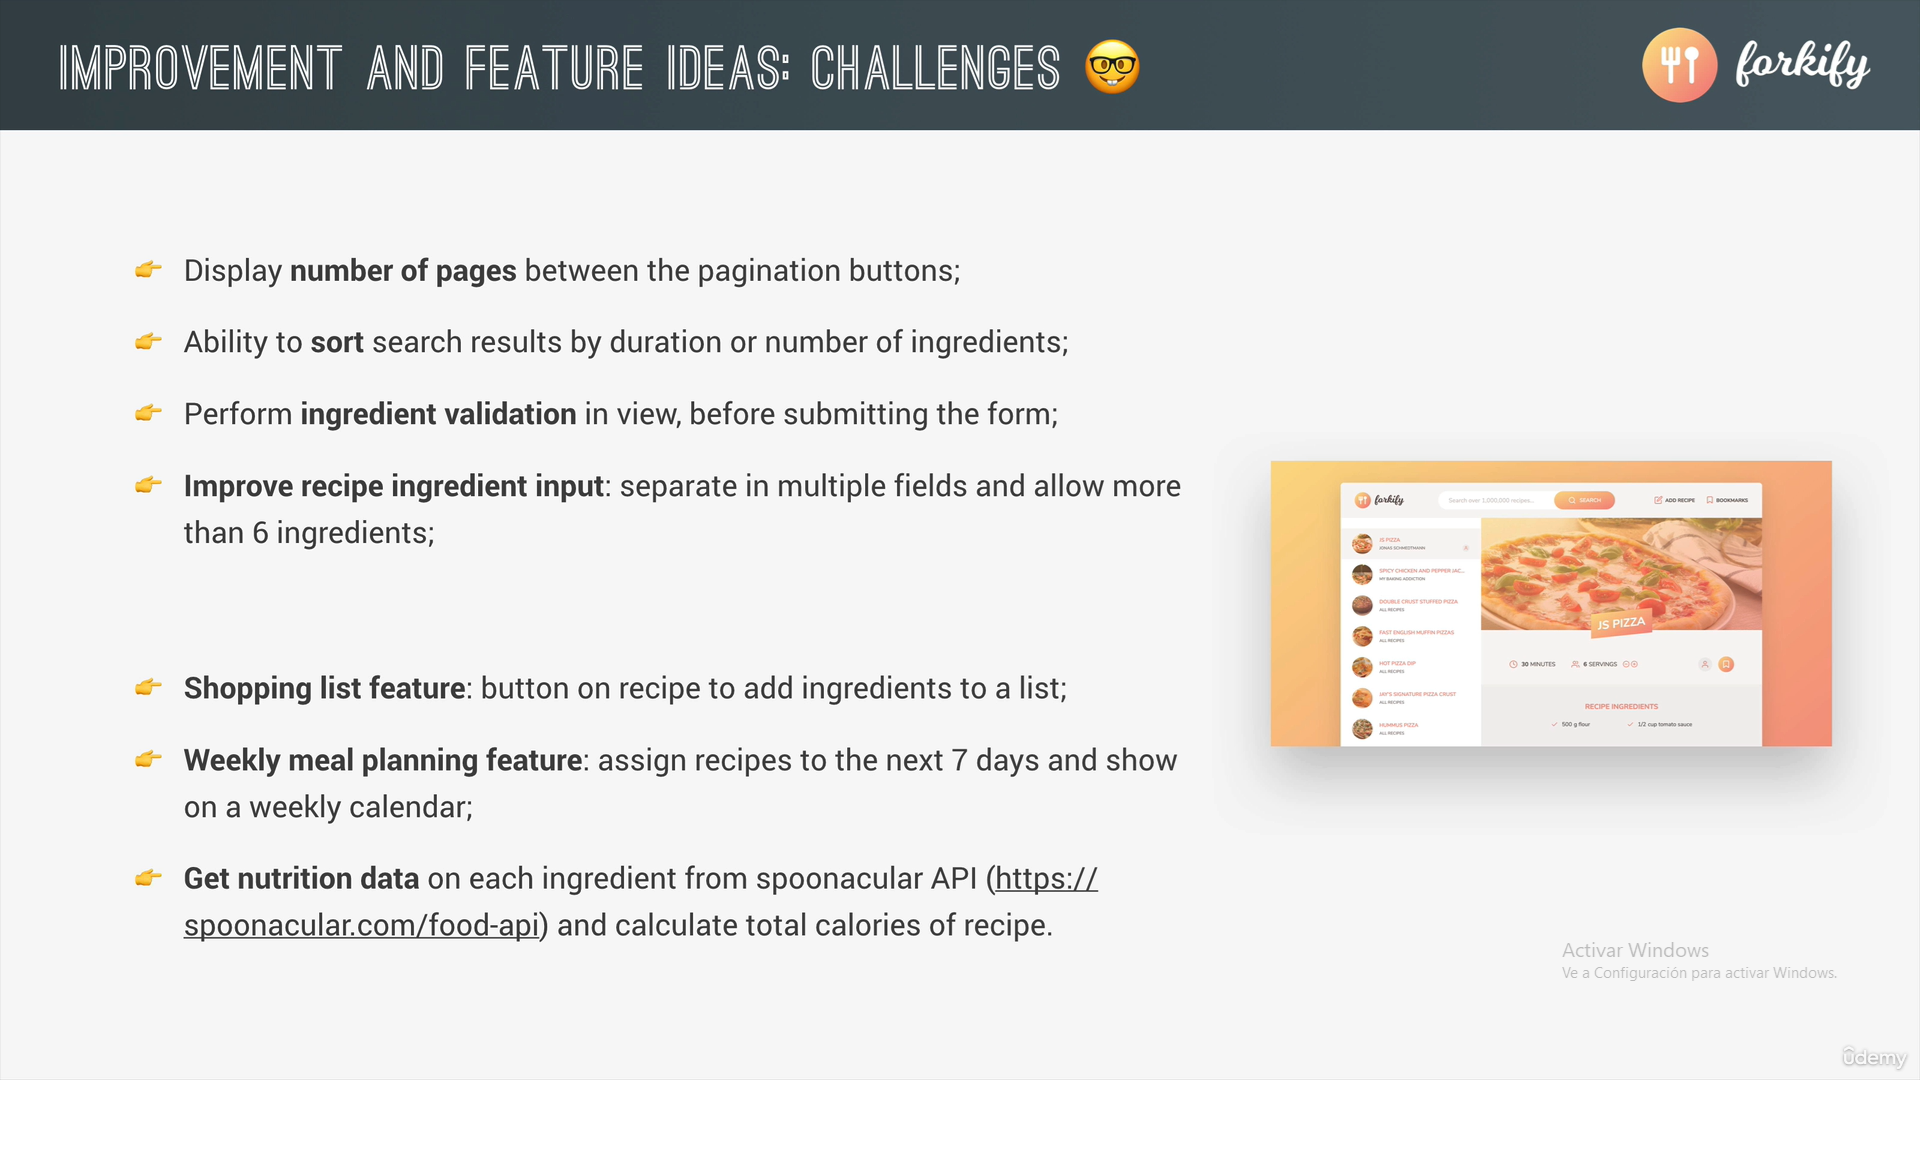 IMPROVEMENT AND FEATURE IDEAS: CHALLENGES 🤓
forkify
👉 Display number of pages between the pagination buttons;
👉 Ability to sort search results by duration or number of ingredients;
👉 Perform ingredient validation in view, before submitting the form;
👉 Improve recipe ingredient input: separate in multiple fields and allow more
than 6 ingredients;
👉 Shopping list feature: button on recipe to add ingredients to a list;
👉 Weekly meal planning feature: assign recipes to the next 7 days and show
on a weekly calendar;
👉 Get nutrition data on each ingredient from spoonacular API (https://
spoonacular.com/food-api) and calculate total calories of recipe.
forkify
Search over 1,000,000 recipes...
SEARCH
ADD RECIPE
BOOKMARKS
JS PIZZA
JONAS SCHMEDTMANN
SPICY CHICKEN AND PEPPER JAC...
MY BAKING ADDICTION
DOUBLE CRUST STUFFED PIZZA
ALL RECIPES
FAST ENGLISH MUFFIN PIZZAS
ALL RECIPES
HOT PIZZA DIP
ALL RECIPES
JAY'S SIGNATURE PIZZA CRUST
ALL RECIPES
HUMMUS PIZZA
ALL RECIPES
JS PIZZA
30 MINUTES
6 SERVINGS
RECIPE INGREDIENTS
500 g flour
1/2 cup tomato sauce
Activar Windows
Ve a Configuración para activar Windows.
ûdemy